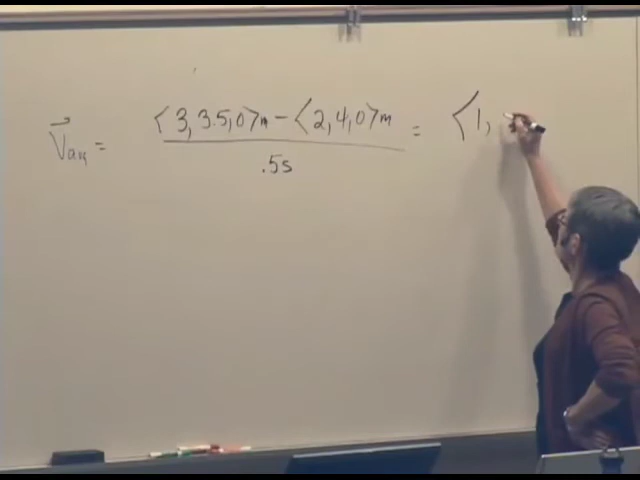 V⃗avg = (⟨3, 3.5, 0⟩m − ⟨2, 4, 0⟩m) / .5s = ⟨1,